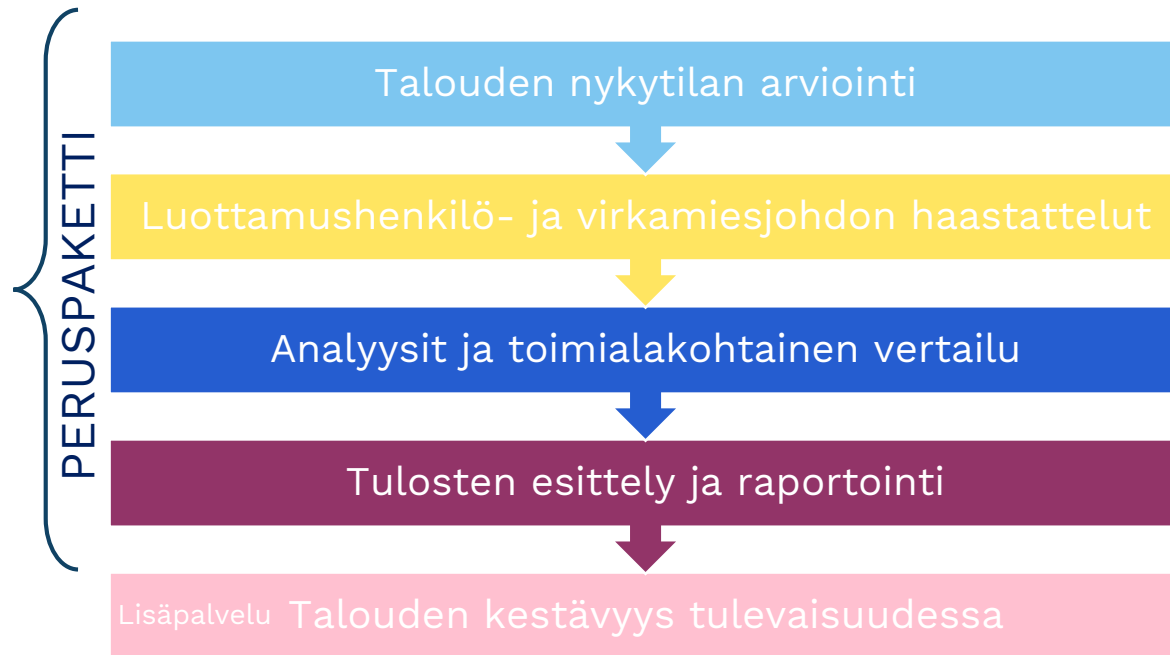 PERUSPAKETTI
Talouden nykytilan arviointi
Luottamushenkilö- ja virkamiesjohdon haastattelut
Analyysit ja toimialakohtainen vertailu
Tulosten esittely ja raportointi
Lisäpalvelu Talouden kestävyys tulevaisuudessa